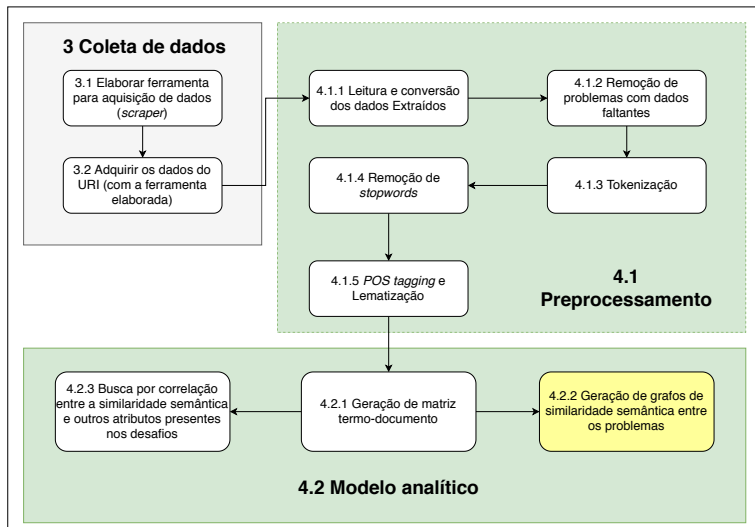 3 Coleta de dados
3.1 Elaborar ferramenta
para aquisição de dados
(scraper)
3.2 Adquirir os dados do
URI (com a ferramenta
elaborada)
4.1.1 Leitura e conversão
dos dados Extraídos
4.1.2 Remoção de
problemas com dados
faltantes
4.1.3 Tokenização
4.1.4 Remoção de
stopwords
4.1.5 POS tagging e
Lematização
4.1
Preprocessamento
4.2.1 Geração de matriz
termo-documento
4.2.2 Geração de grafos de
similaridade semântica entre
os problemas
4.2.3 Busca por correlação
entre a similaridade semântica
e outros atributos presentes
nos desafios
4.2 Modelo analítico